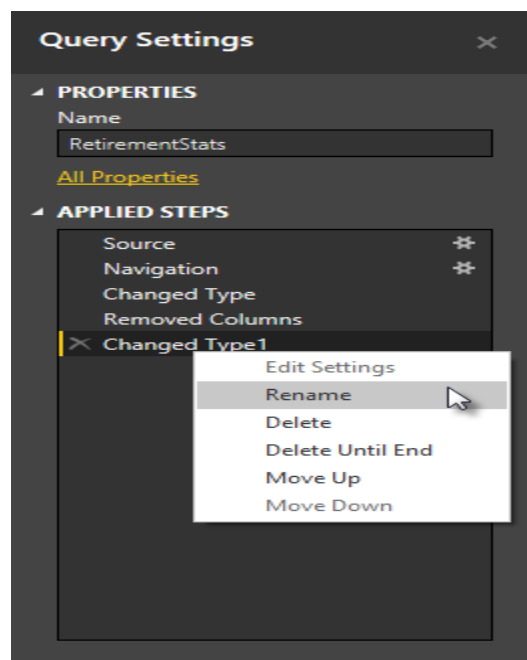 Query Settings
PROPERTIES
Name
RetirementStats
All Properties
APPLIED STEPS
Source
Navigation
Changed Type
Removed Columns
Changed Type1
Edit Settings
Rename
Delete
Delete Until End
Move Up
Move Down